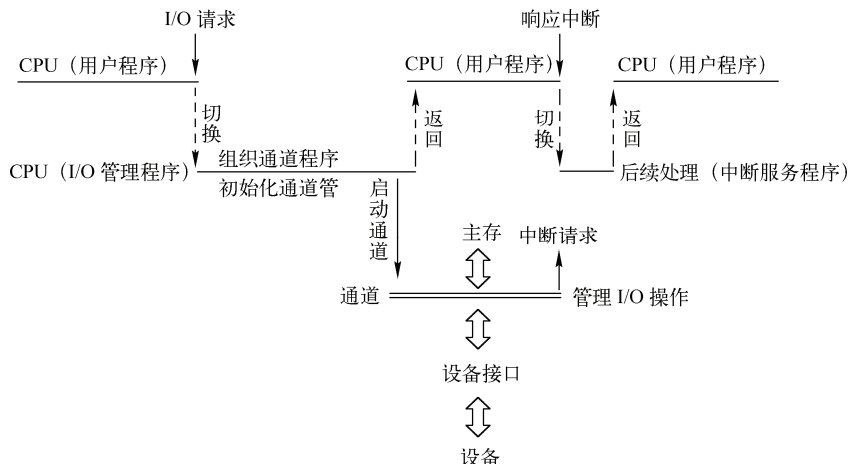 I/O 请求
响应中断
CPU（用户程序）
CPU（用户程序）
CPU（用户程序）
切换
返回
切换
返回
CPU（I/O 管理程序）
组织通道程序
初始化通道管
后续处理（中断服务程序）
启动通道
主存
中断请求
通道
管理 I/O 操作
设备接口
设备